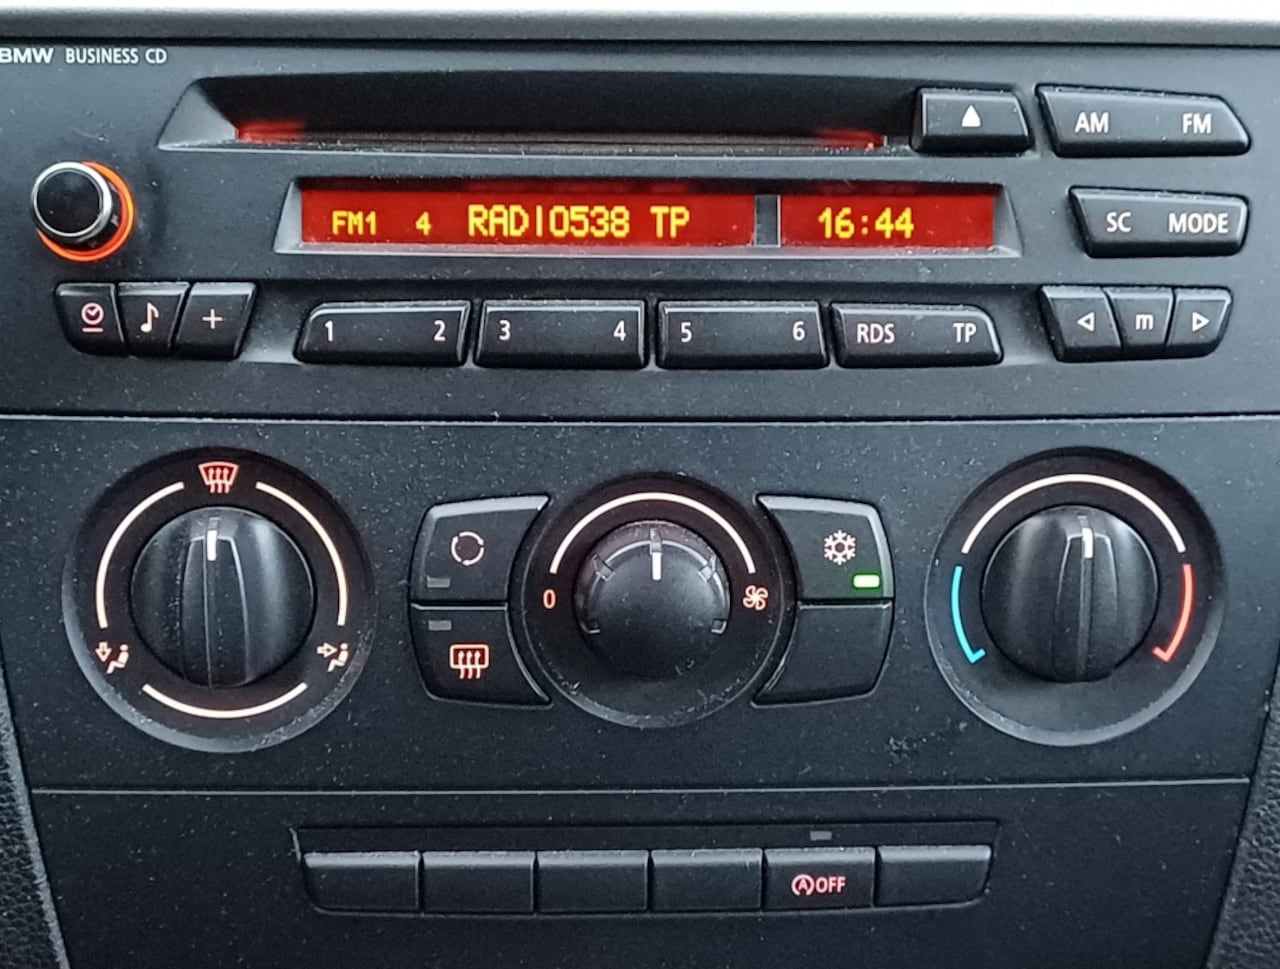 BMW BUSINESS CD
AM FM
FM1 4 RADIO538 TP 16:44
SC MODE
1 2 3 4 5 6 RDS TP m
0
OFF